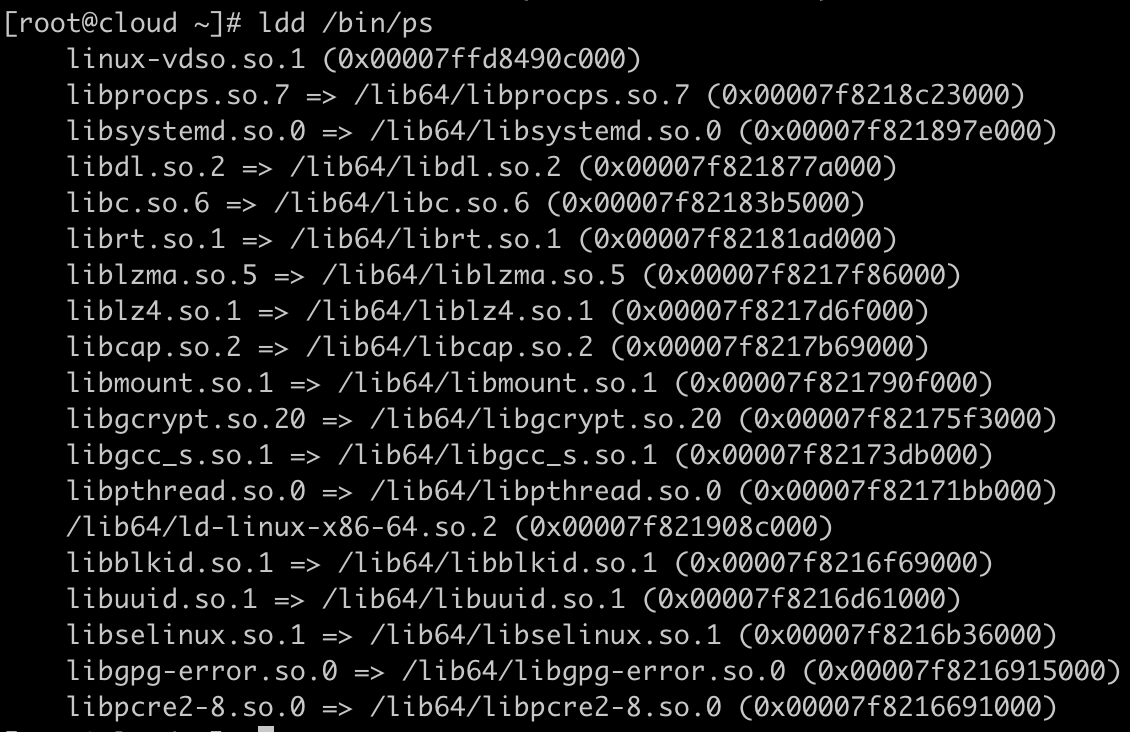 [root@cloud ~]# ldd /bin/ps
linux-vdso.so.1 (0x00007ffd8490c000)
libprocps.so.7 => /lib64/libprocps.so.7 (0x00007f8218c23000)
libsystemd.so.0 => /lib64/libsystemd.so.0 (0x00007f821897e000)
libdl.so.2 => /lib64/libdl.so.2 (0x00007f821877a000)
libc.so.6 => /lib64/libc.so.6 (0x00007f82183b5000)
librt.so.1 => /lib64/librt.so.1 (0x00007f82181ad000)
liblzma.so.5 => /lib64/liblzma.so.5 (0x00007f8217f86000)
liblz4.so.1 => /lib64/liblz4.so.1 (0x00007f8217d6f000)
libcap.so.2 => /lib64/libcap.so.2 (0x00007f8217b69000)
libmount.so.1 => /lib64/libmount.so.1 (0x00007f821790f000)
libgcrypt.so.20 => /lib64/libgcrypt.so.20 (0x00007f82175f3000)
libgcc_s.so.1 => /lib64/libgcc_s.so.1 (0x00007f82173db000)
libpthread.so.0 => /lib64/libpthread.so.0 (0x00007f82171bb000)
/lib64/ld-linux-x86-64.so.2 (0x00007f821908c000)
libblkid.so.1 => /lib64/libblkid.so.1 (0x00007f8216f69000)
libuuid.so.1 => /lib64/libuuid.so.1 (0x00007f8216d61000)
libselinux.so.1 => /lib64/libselinux.so.1 (0x00007f8216b36000)
libgpg-error.so.0 => /lib64/libgpg-error.so.0 (0x00007f8216915000)
libpcre2-8.so.0 => /lib64/libpcre2-8.so.0 (0x00007f8216691000)